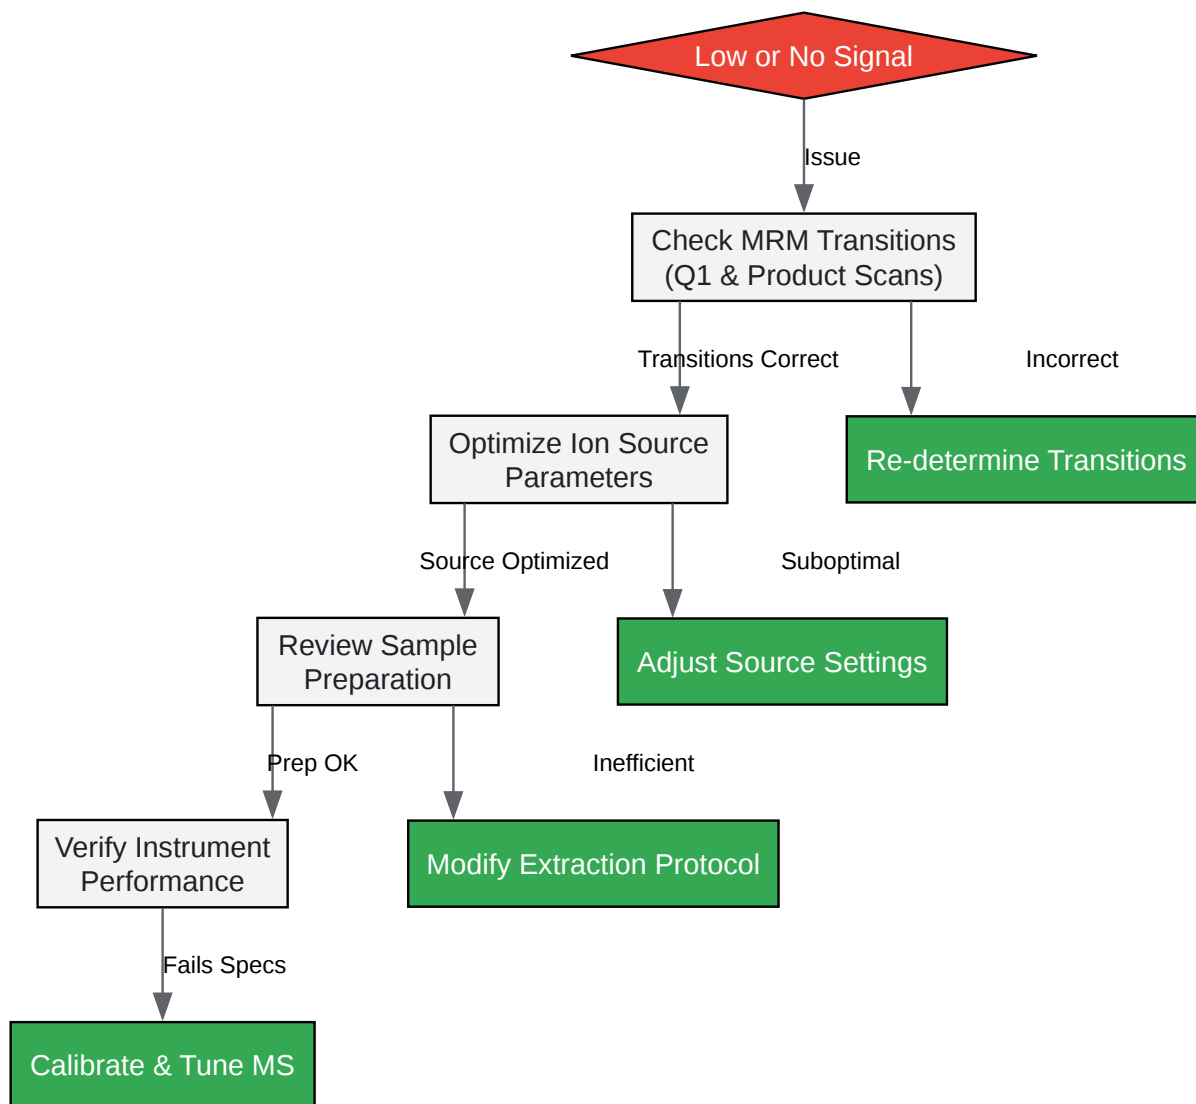 Low or No Signal
Issue
Check MRM Transitions
(Q1 & Product Scans)
Transitions Correct
Incorrect
Optimize Ion Source
Parameters
Re-determine Transitions
Source Optimized
Suboptimal
Review Sample
Preparation
Adjust Source Settings
Prep OK
Inefficient
Verify Instrument
Performance
Modify Extraction Protocol
Fails Specs
Calibrate & Tune MS